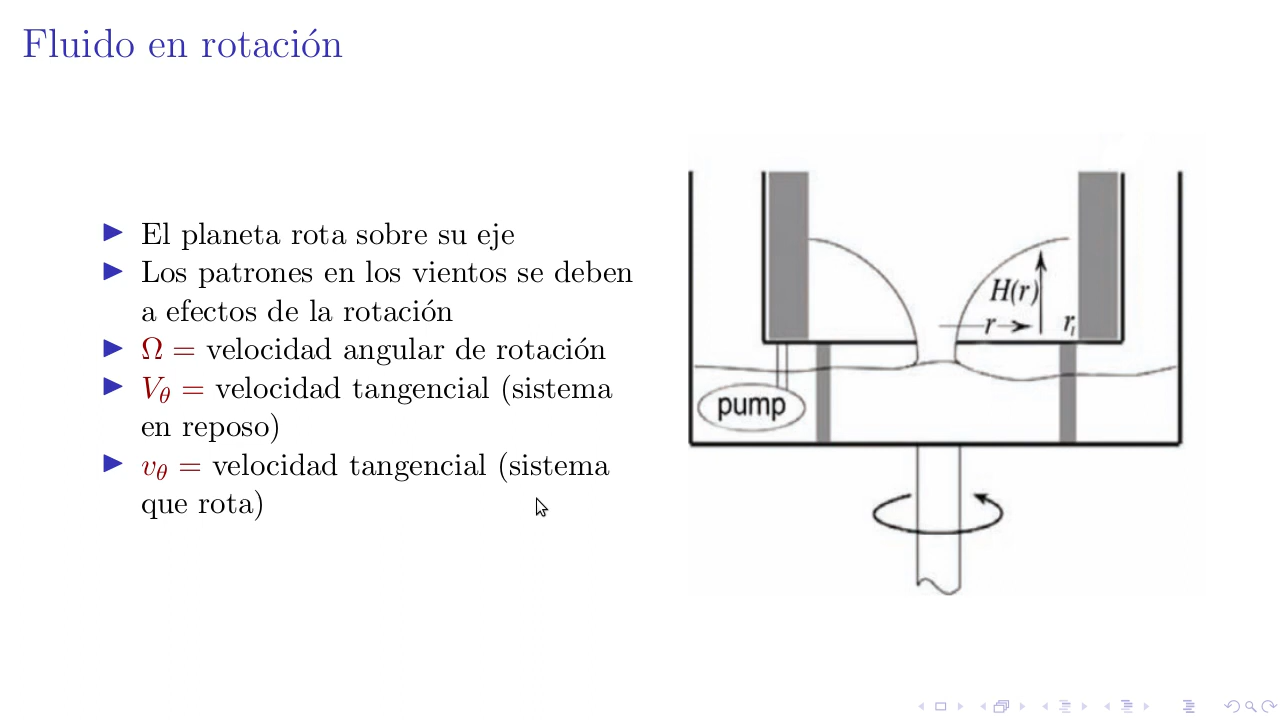 Fluido en rotación
El planeta rota sobre su eje
Los patrones en los vientos se deben
a efectos de la rotación
Ω = velocidad angular de rotación
V_θ = velocidad tangencial (sistema
en reposo)
v_θ = velocidad tangencial (sistema
que rota)
H(r)
r
r_l
pump